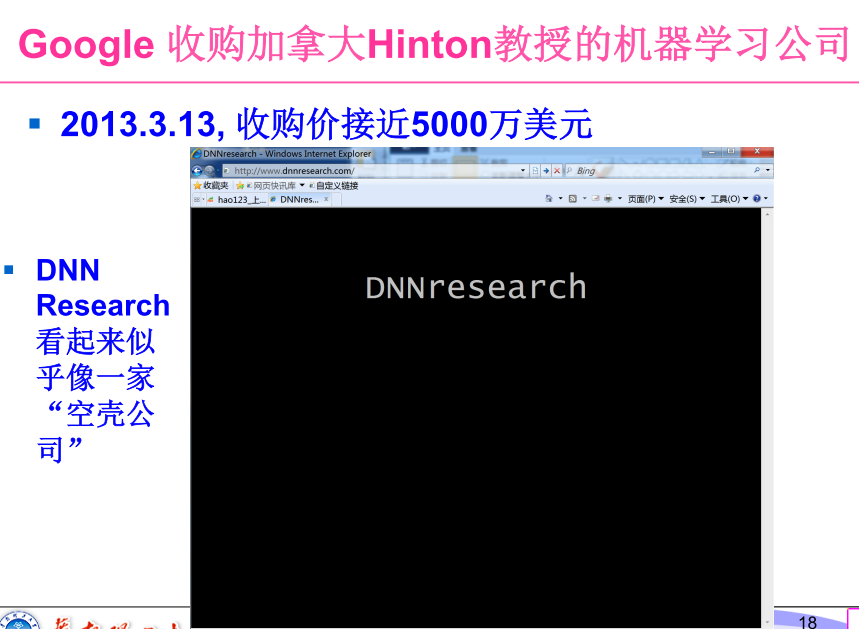 Google 收购加拿大Hinton教授的机器学习公司
2013.3.13, 收购价接近5000万美元
DNNresearch - Windows Internet Explorer
http://www.dnnresearch.com/
Bing
收藏夹 网页快讯库 自定义链接
hao123_上... DNNres...
页面(P) 安全(S) 工具(O)
DNNresearch
DNN
Research
看起来似
乎像一家
“空壳公
司”
18